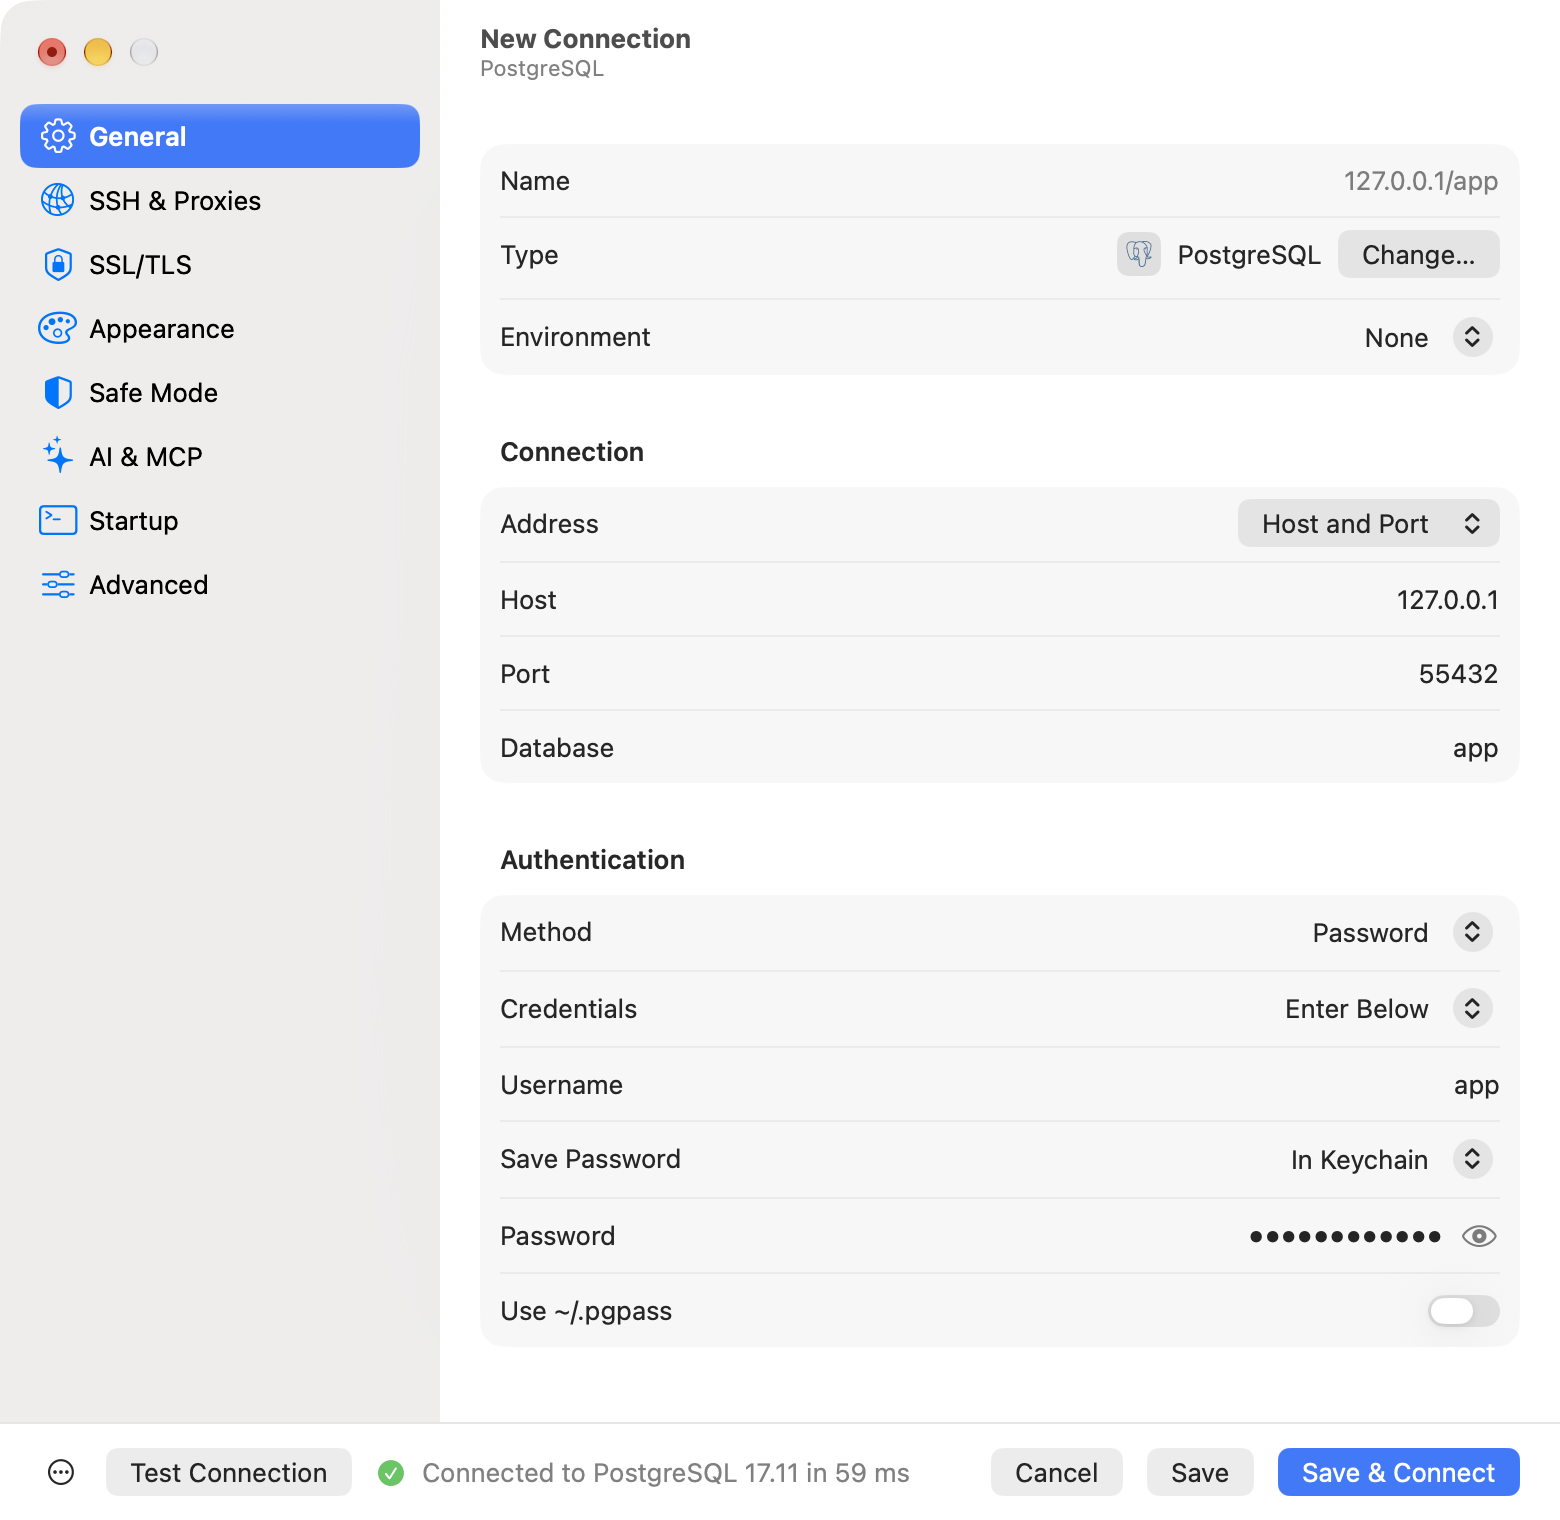 New Connection
PostgreSQL
General
SSH & Proxies
SSL/TLS
Appearance
Safe Mode
AI & MCP
Startup
Advanced
Name 127.0.0.1/app
Type PostgreSQL Change...
Environment None
Connection
Address Host and Port
Host 127.0.0.1
Port 55432
Database app
Authentication
Method Password
Credentials Enter Below
Username app
Save Password In Keychain
Password ••••••••••••
Use ~/.pgpass
Test Connection Connected to PostgreSQL 17.11 in 59 ms Cancel Save Save & Connect